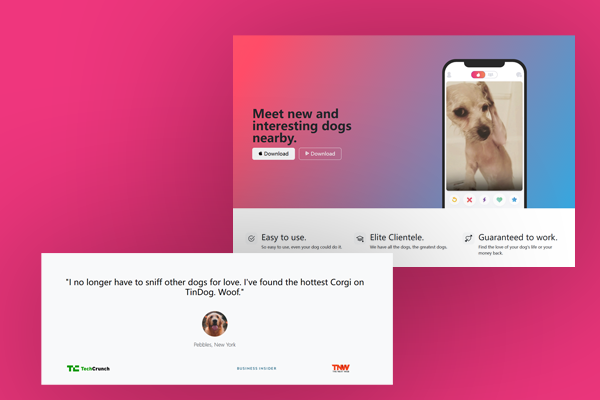 Meet new and
interesting dogs
nearby.
Download
Download
Easy to use.
So easy to use, even your dog could do it.
Elite Clientele.
We have all the dogs, the greatest dogs.
Guaranteed to work.
Find the love of your dog's life or your
money back.
"I no longer have to sniff other dogs for love. I've found the hottest Corgi on
TinDog. Woof."
Pebbles, New York
TC TechCrunch
BUSINESS INSIDER
TNW